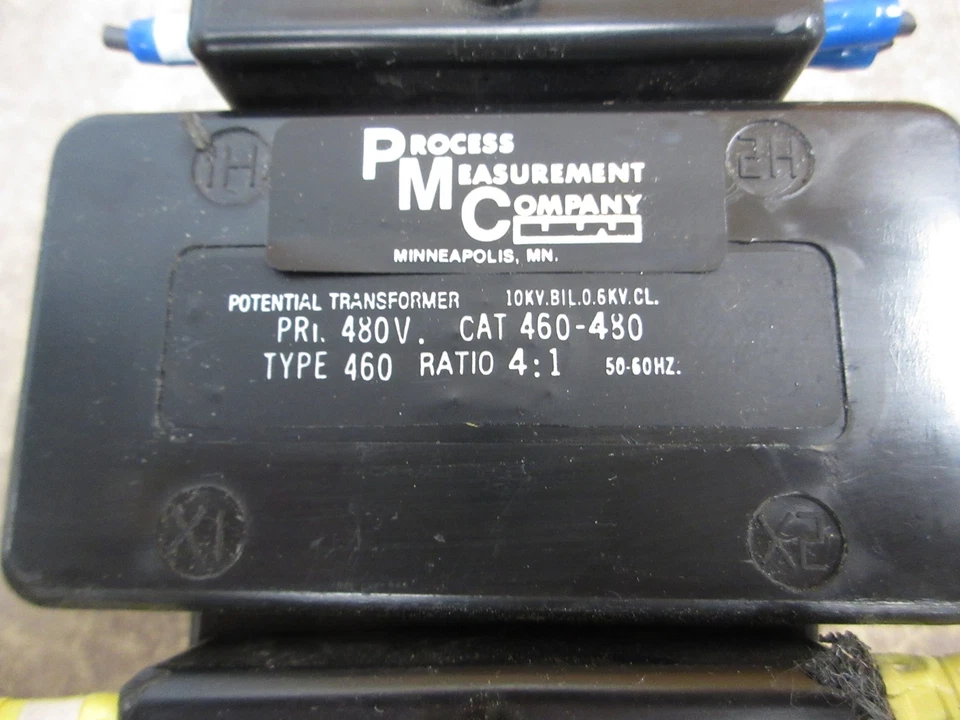 H1
H2
PROCESS
MEASUREMENT
COMPANY
MINNEAPOLIS, MN.
POTENTIAL TRANSFORMER 10KV.BIL.0.6KV.CL.
PRI. 480V. CAT 460-480
TYPE 460 RATIO 4:1 50-60HZ.
X1
X2